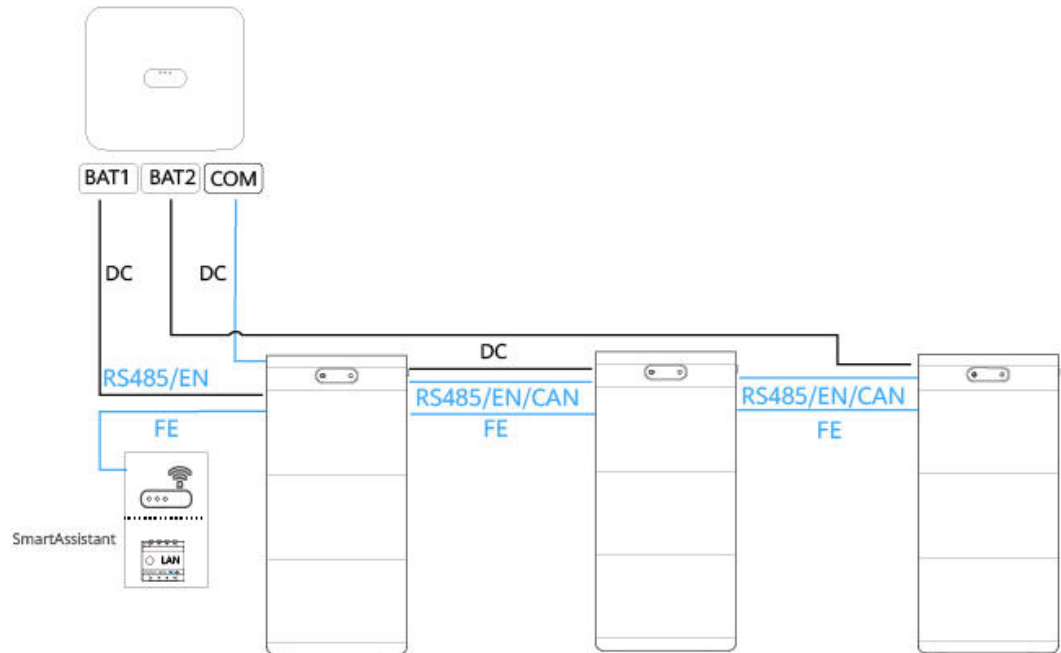 BAT1 BAT2 COM
DC DC
DC
RS485/EN
RS485/EN/CAN RS485/EN/CAN
FE FE FE
SmartAssistant
LAN